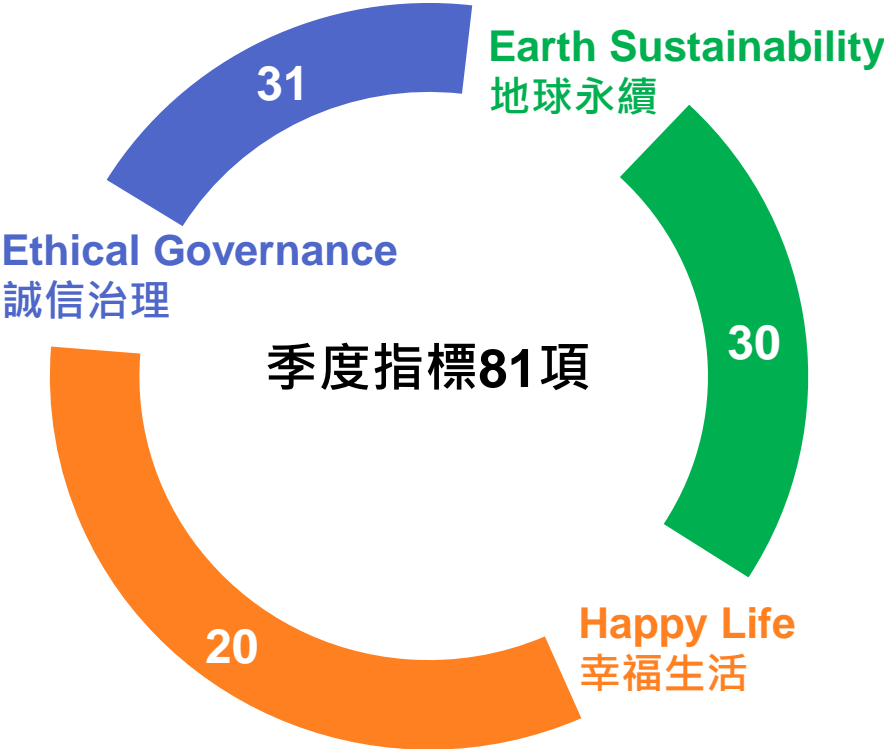 31
Earth Sustainability
地球永續
Ethical Governance
誠信治理
季度指標81項
30
20
Happy Life
幸福生活